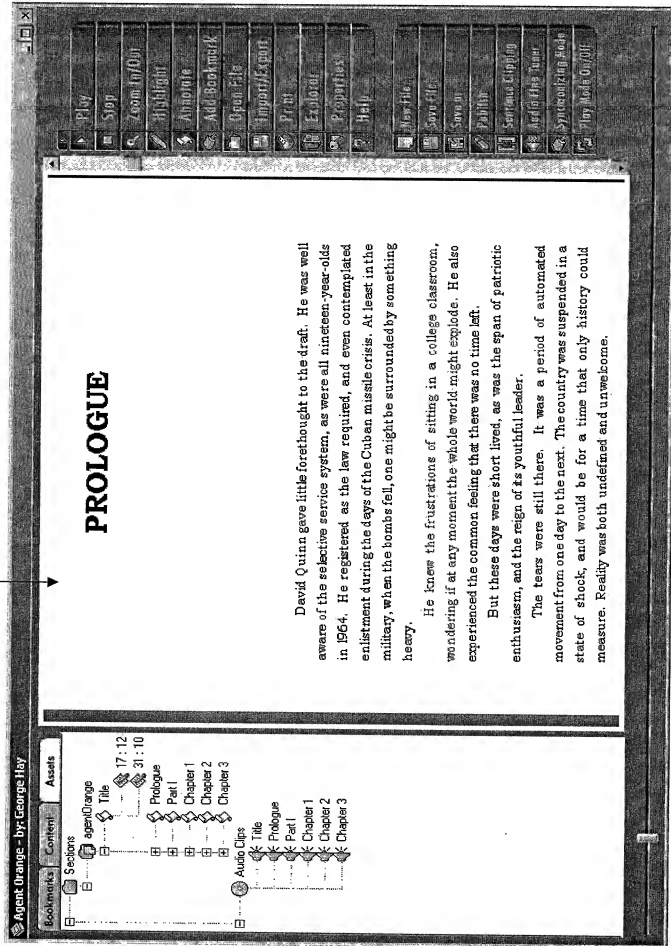 Agent Orange - by: George Hay
Bookmarks
Content
Assets
Sections
agentOrange
Title
17 : 12
31 : 10
Prologue
Part I
Chapter 1
Chapter 2
Chapter 3
Audio Clips
Title
Prologue
Part I
Chapter 1
Chapter 2
Chapter 3
PROLOGUE
David Quinn gave little forethought to the draft. He was well
aware of the selective service system, as were all nineteen-year-olds
in 1964. He registered as the law required, and even contemplated
enlistment during the days of the Cuban missile crisis. At least in the
military, when the bombs fell, one might be surrounded by something
heavy.
He knew the frustrations of sitting in a college classroom,
wondering if at any moment the whole world might explode. He also
experienced the common feeling that there was no time left.
But these days were short lived, as was the span of patriotic
enthusiasm, and the reign of its youthful leader.
The tears were still there. It was a period of automated
movement from one day to the next. The country was suspended in a
state of shock, and would be for a time that only history could
measure. Reality was both undefined and unwelcome.
Play
Stop
Zoom In/Out
Highlight
Annotate
Add Bookmark
Open File
Import/Export
Print
Explorer
Properties
Help
New File
Save File
Save as
Publish
Sentence Clipping
Audio Fine Tuner
Syncronizing Mode
Play Mode On/Off